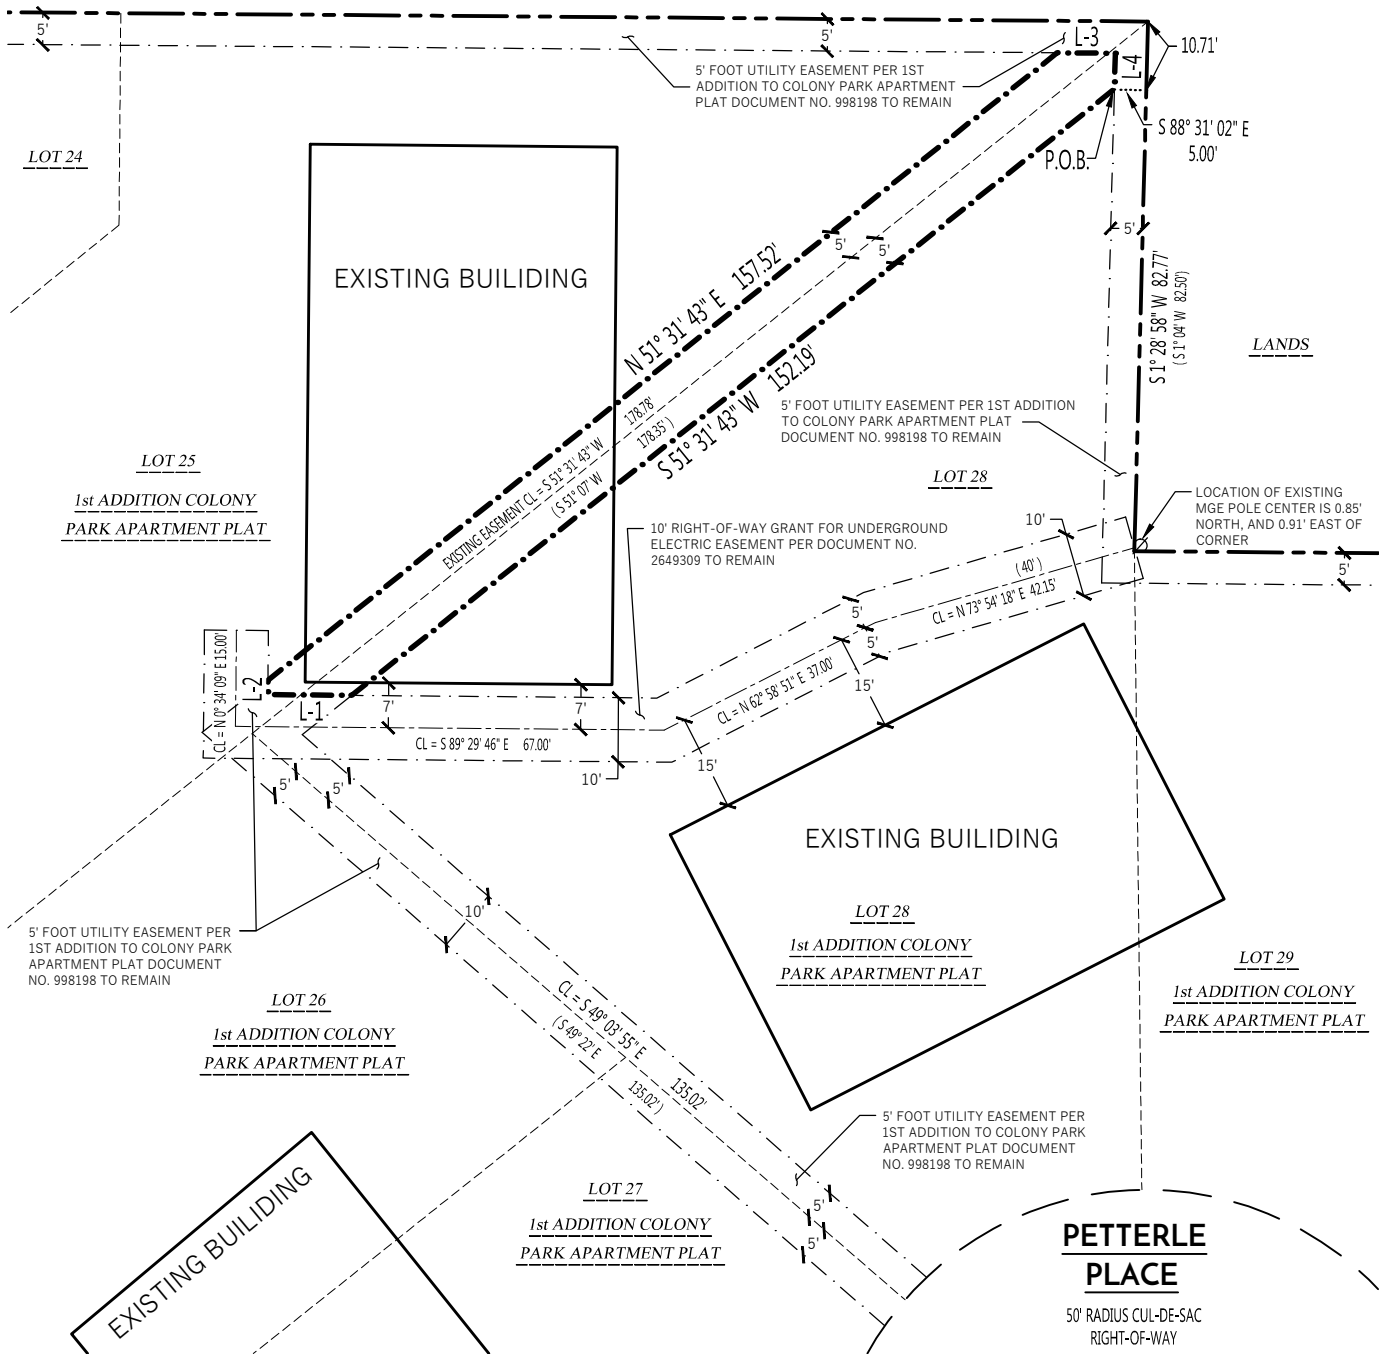 5'
5'
L-3
L-4
10.71'
5' FOOT UTILITY EASEMENT PER 1ST
ADDITION TO COLONY PARK APARTMENT
PLAT DOCUMENT NO. 998198 TO REMAIN
S 88° 31' 02" E
5.00'
P.O.B.
LOT 24
5'
5'
5'
EXISTING BUILIDING
N 51° 31' 43" E 157.52'
S 51° 31' 43" W 152.19'
EXISTING EASEMENT CL = S 51° 31' 43" W 178.78'
( S 51° 07' W 178.35' )
S 1° 28' 58" W 82.77'
( S 1° 04' W 82.50')
LANDS
5' FOOT UTILITY EASEMENT PER 1ST ADDITION
TO COLONY PARK APARTMENT PLAT
DOCUMENT NO. 998198 TO REMAIN
LOT 25
1st ADDITION COLONY
PARK APARTMENT PLAT
LOT 28
LOCATION OF EXISTING
MGE POLE CENTER IS 0.85'
NORTH, AND 0.91' EAST OF
CORNER
10' RIGHT-OF-WAY GRANT FOR UNDERGROUND
ELECTRIC EASEMENT PER DOCUMENT NO.
2649309 TO REMAIN
10'
5'
( 40' )
CL = N 73° 54' 18" E 42.15'
5'
5'
CL = N 62° 58' 51" E 37.00'
15'
15'
CL = N 0° 34' 09" E 15.00'
L-2
L-1
7'
7'
CL = S 89° 29' 46" E 67.00'
10'
5'
5'
EXISTING BUILIDING
LOT 28
1st ADDITION COLONY
PARK APARTMENT PLAT
10'
5' FOOT UTILITY EASEMENT PER
1ST ADDITION TO COLONY PARK
APARTMENT PLAT DOCUMENT
NO. 998198 TO REMAIN
LOT 29
1st ADDITION COLONY
PARK APARTMENT PLAT
LOT 26
1st ADDITION COLONY
PARK APARTMENT PLAT
CL = S 49° 03' 55" E 135.02'
( S 49° 22' E 135.02' )
5' FOOT UTILITY EASEMENT PER
1ST ADDITION TO COLONY PARK
APARTMENT PLAT DOCUMENT
NO. 998198 TO REMAIN
LOT 27
1st ADDITION COLONY
PARK APARTMENT PLAT
5'
5'
EXISTING BUILIDING
PETTERLE
PLACE
50' RADIUS CUL-DE-SAC
RIGHT-OF-WAY